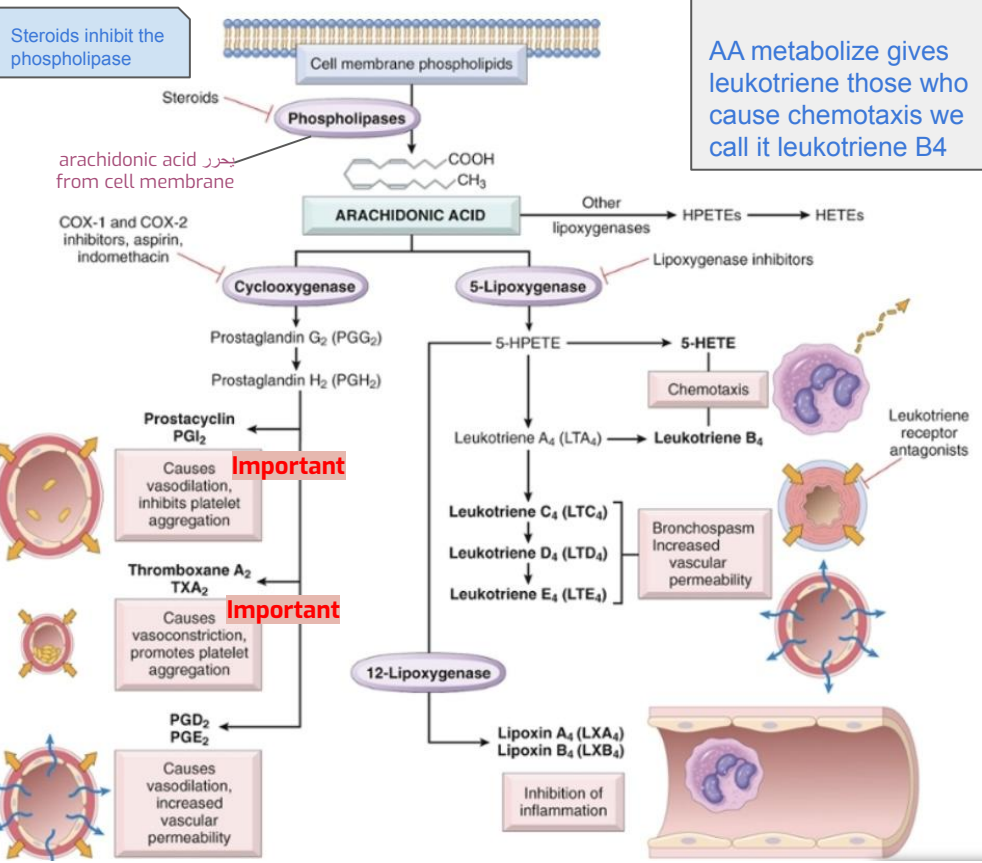 Steroids inhibit the
phospholipase
AA metabolize gives
leukotriene those who
cause chemotaxis we
call it leukotriene B4
Cell membrane phospholipids
Steroids
Phospholipases
arachidonic acid يحرر
from cell membrane
COOH
CH₃
ARACHIDONIC ACID
Other
lipoxygenases
HPETEs
HETEs
COX-1 and COX-2
inhibitors, aspirin,
indomethacin
Cyclooxygenase
5-Lipoxygenase
Lipoxygenase inhibitors
Prostaglandin G₂ (PGG₂)
Prostaglandin H₂ (PGH₂)
5-HPETE
5-HETE
Chemotaxis
Leukotriene A₄ (LTA₄)
Leukotriene B₄
Leukotriene
receptor
antagonists
Prostacyclin
PGI₂
Important
Causes
vasodilation,
inhibits platelet
aggregation
Leukotriene C₄ (LTC₄)
Leukotriene D₄ (LTD₄)
Leukotriene E₄ (LTE₄)
Bronchospasm
Increased
vascular
permeability
Thromboxane A₂
TXA₂
Important
Causes
vasoconstriction,
promotes platelet
aggregation
12-Lipoxygenase
PGD₂
PGE₂
Causes
vasodilation,
increased
vascular
permeability
Lipoxin A₄ (LXA₄)
Lipoxin B₄ (LXB₄)
Inhibition of
inflammation